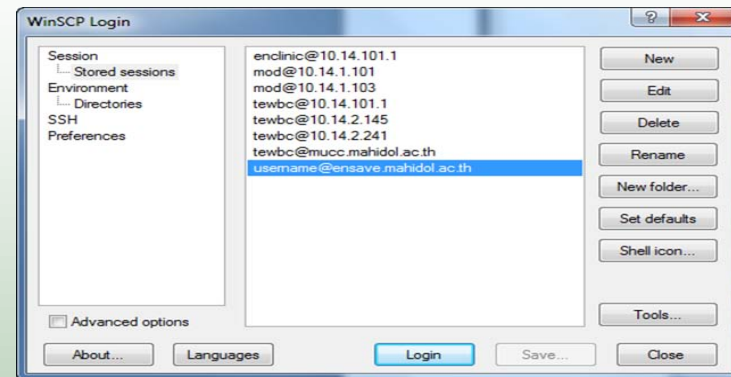 WinSCP Login
Session
Stored sessions
Environment
Directories
SSH
Preferences
Advanced options
enclinic@10.14.101.1
mod@10.14.1.101
mod@10.14.1.103
tewbc@10.14.101.1
tewbc@10.14.2.145
tewbc@10.14.2.241
tewbc@mucc.mahidol.ac.th
username@ensave.mahidol.ac.th
New
Edit
Delete
Rename
New folder...
Set defaults
Shell icon...
Tools...
About...
Languages
Login
Save...
Close